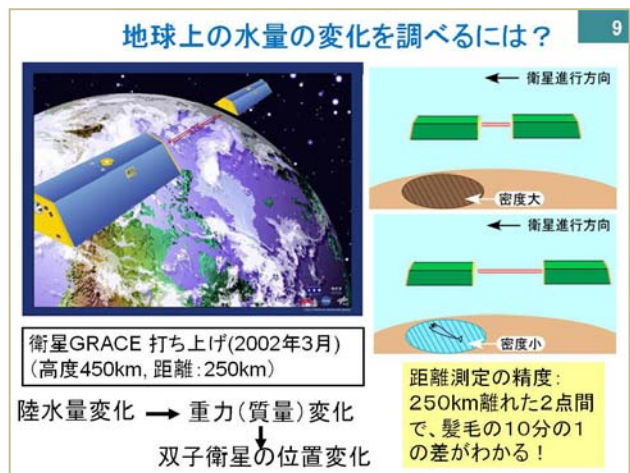 9
地球上の水量の変化を調べるには？
← 衛星進行方向
密度大
← 衛星進行方向
密度小
衛星GRACE 打ち上げ(2002年3月)
(高度450km, 距離：250km)
陸水量変化 → 重力(質量)変化
↓
双子衛星の位置変化
距離測定の精度：
250km離れた2点間
で、髪毛の10分の1
の差がわかる！